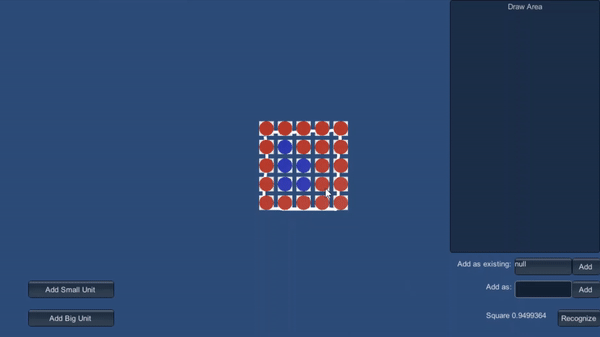 Draw Area
Add as existing: null Add
Add as: Add
Add Small Unit
Add Big Unit
Square 0.9499364 Recognize